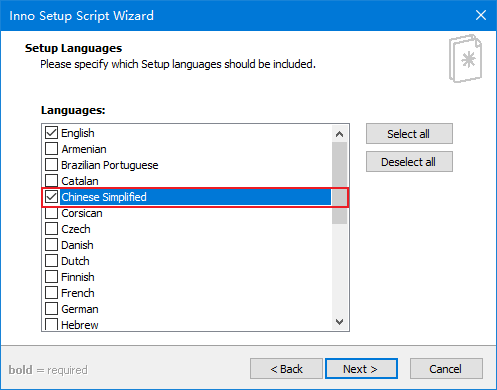 Inno Setup Script Wizard
Setup Languages
Please specify which Setup languages should be included.
Languages:
English
Armenian
Brazilian Portuguese
Catalan
Chinese Simplified
Corsican
Czech
Danish
Dutch
Finnish
French
German
Hebrew
Select all
Deselect all
bold = required
< Back
Next >
Cancel